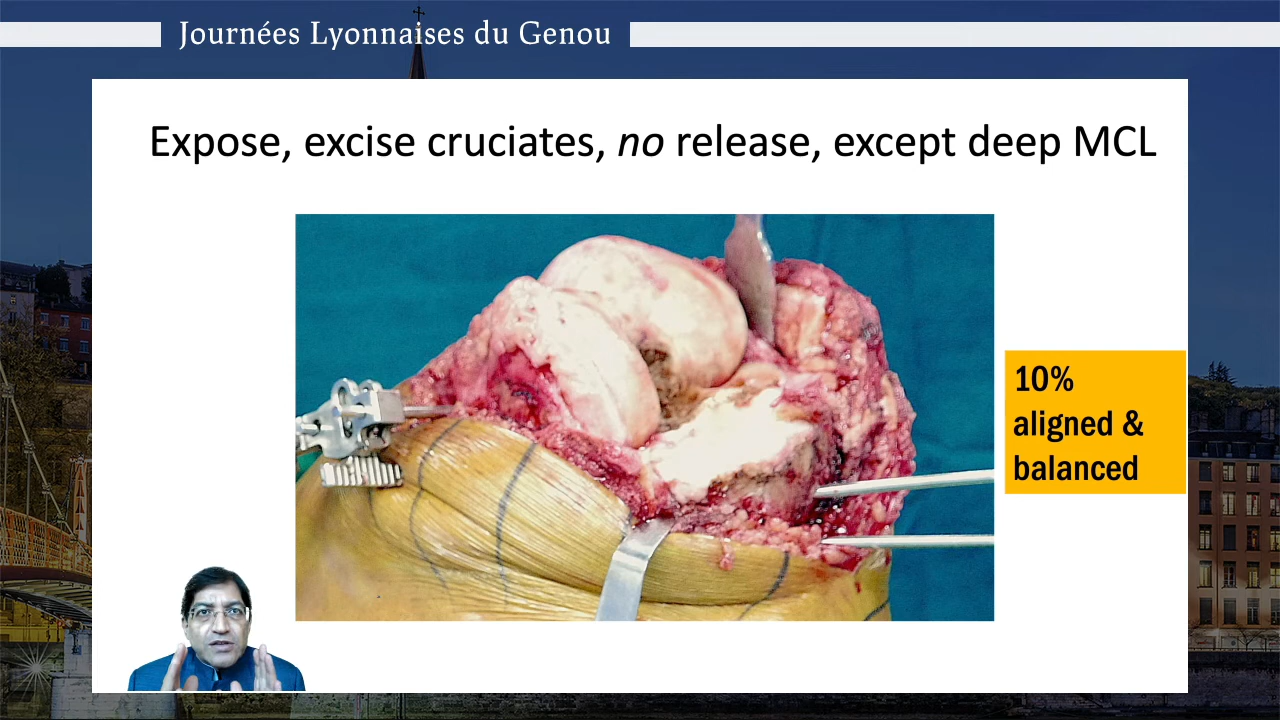 Journées Lyonnaises du Genou
Expose, excise cruciates, no release, except deep MCL
10%
aligned &
balanced